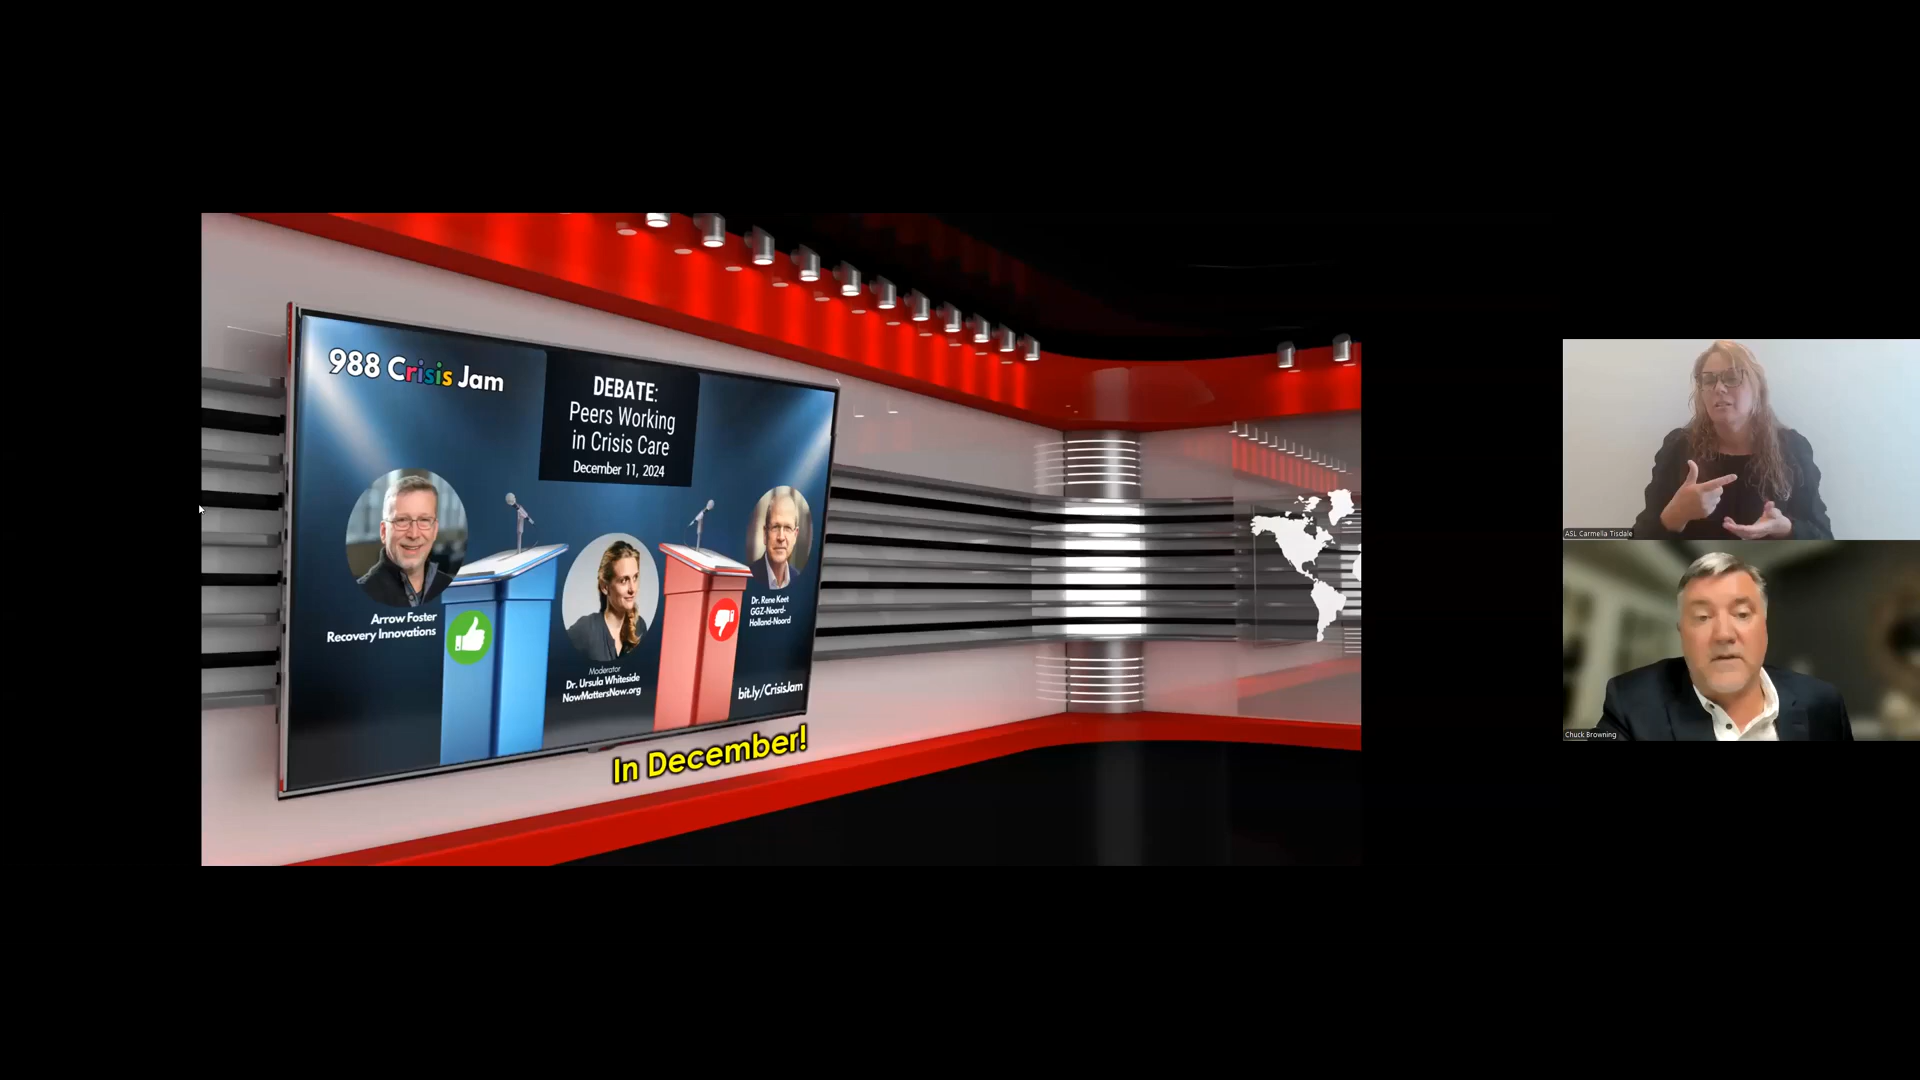 988 Crisis Jam
DEBATE:
Peers Working
in Crisis Care
December 11, 2024
Arrow Foster
Recovery Innovations
Moderator
Dr. Ursula Whiteside
NowMattersNow.org
Dr. Rene Keet
GGZ-Noord-
Holland-Noord
bit.ly/CrisisJam
In December!
ASL Carmella Tisdale
Chuck Browning